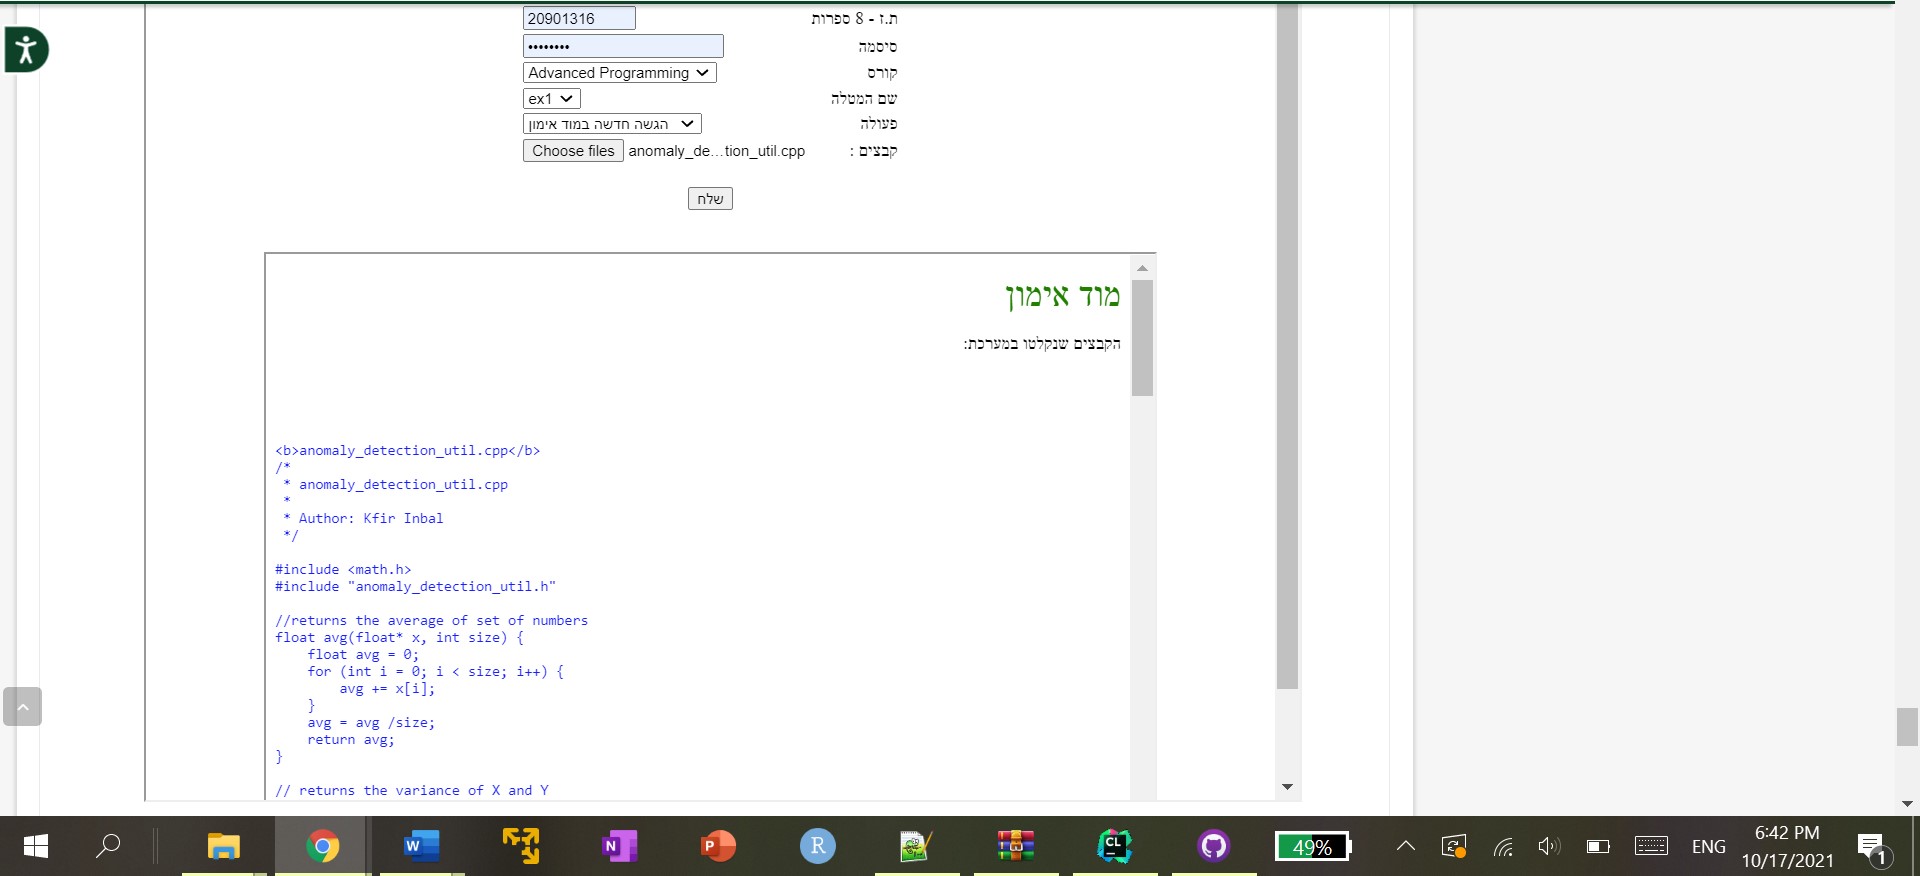 ת.ז - 8 ספרות 20901316
סיסמה ••••••••
קורס Advanced Programming
שם המטלה ex1
פעולה הגשה חדשה במוד אימון
קבצים : Choose files anomaly_de...tion_util.cpp
שלח
מוד אימון
הקבצים שנקלטו במערכת:
<b>anomaly_detection_util.cpp</b>
/*
 * anomaly_detection_util.cpp
 *
 * Author: Kfir Inbal
 */
#include <math.h>
#include "anomaly_detection_util.h"
//returns the average of set of numbers
float avg(float* x, int size) {
    float avg = 0;
    for (int i = 0; i < size; i++) {
        avg += x[i];
    }
    avg = avg /size;
    return avg;
}
// returns the variance of X and Y
W
N
P
R
CL
49%
ENG
6:42 PM
10/17/2021
1